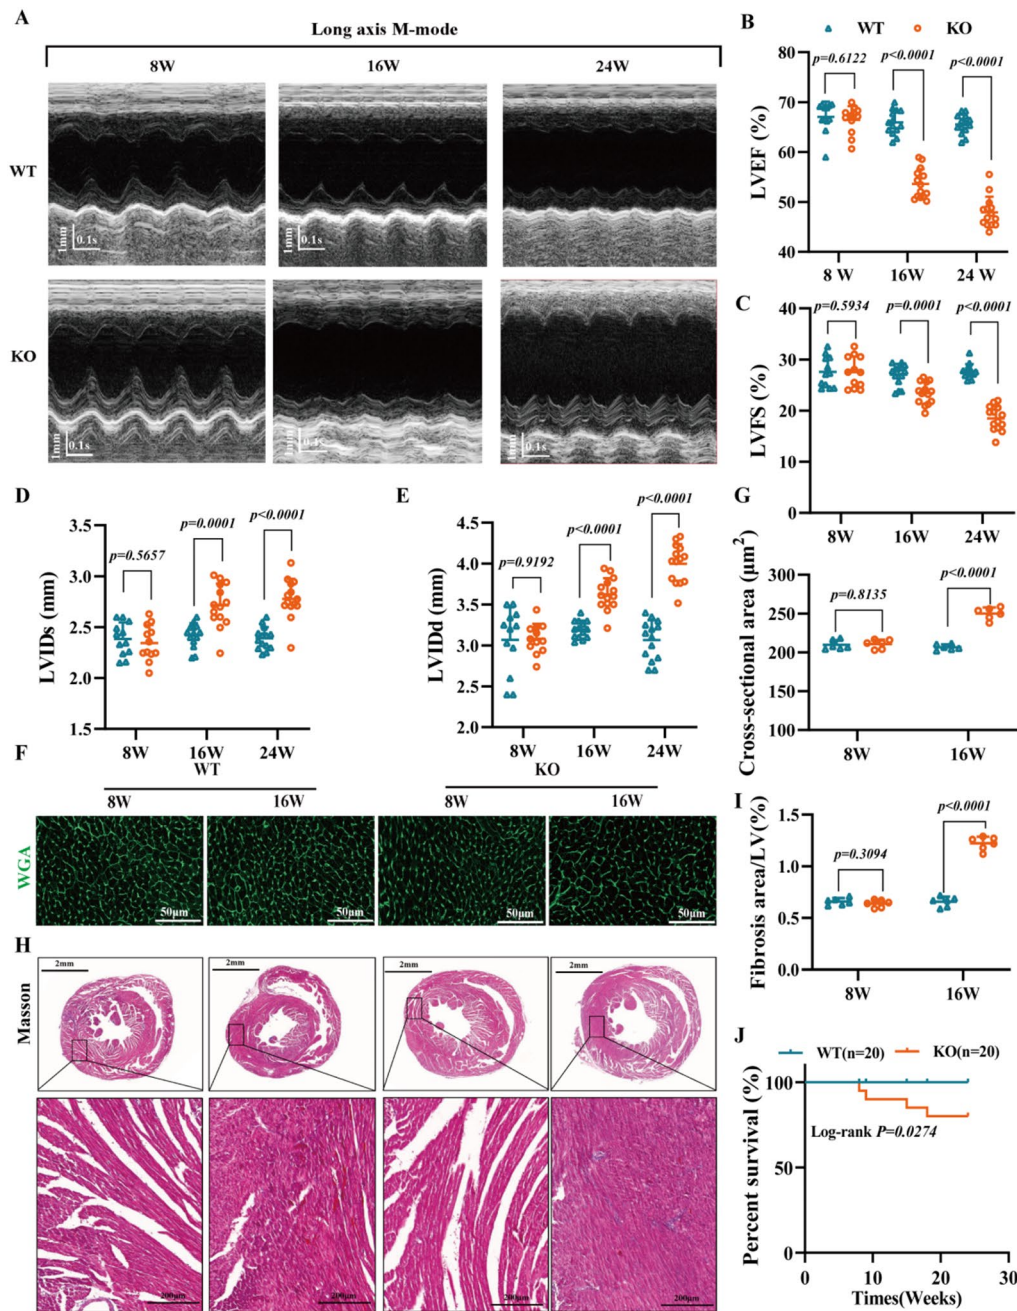 A
Long axis M-mode
8W 16W 24W
WT
1mm 0.1s
1mm 0.1s
1mm 0.1s
KO
1mm 0.1s
1mm 0.1s
1mm 0.1s
B
WT KO
LVEF (%)
p=0.6122 p<0.0001 p<0.0001
80
70
60
50
40
8 W 16W 24 W
C
LVFS (%)
p=0.5934 p=0.0001 p<0.0001
40
30
20
10
0
8W 16W 24W
D
LVIDs (mm)
p=0.5657 p=0.0001 p<0.0001
3.5
3.0
2.5
2.0
1.5
8W 16W 24W
E
LVIDd (mm)
p=0.9192 p<0.0001 p<0.0001
4.5
4.0
3.5
3.0
2.5
2.0
8W 16W 24W
G
Cross-sectional area (μm²)
p=0.8135 p<0.0001
300
250
200
150
100
8W 16W
F
WT KO
8W 16W 8W 16W
WGA
50μm 50μm 50μm 50μm
I
Fibrosis area/LV(%)
p=0.3094 p<0.0001
1.5
1.0
0.5
0.0
8W 16W
H
Masson
2mm 2mm 2mm 2mm
200μm 200μm 200μm 200μm
J
WT(n=20) KO(n=20)
Percent survival (%)
100
50
0
Log-rank P=0.0274
0 10 20 30
Times(Weeks)